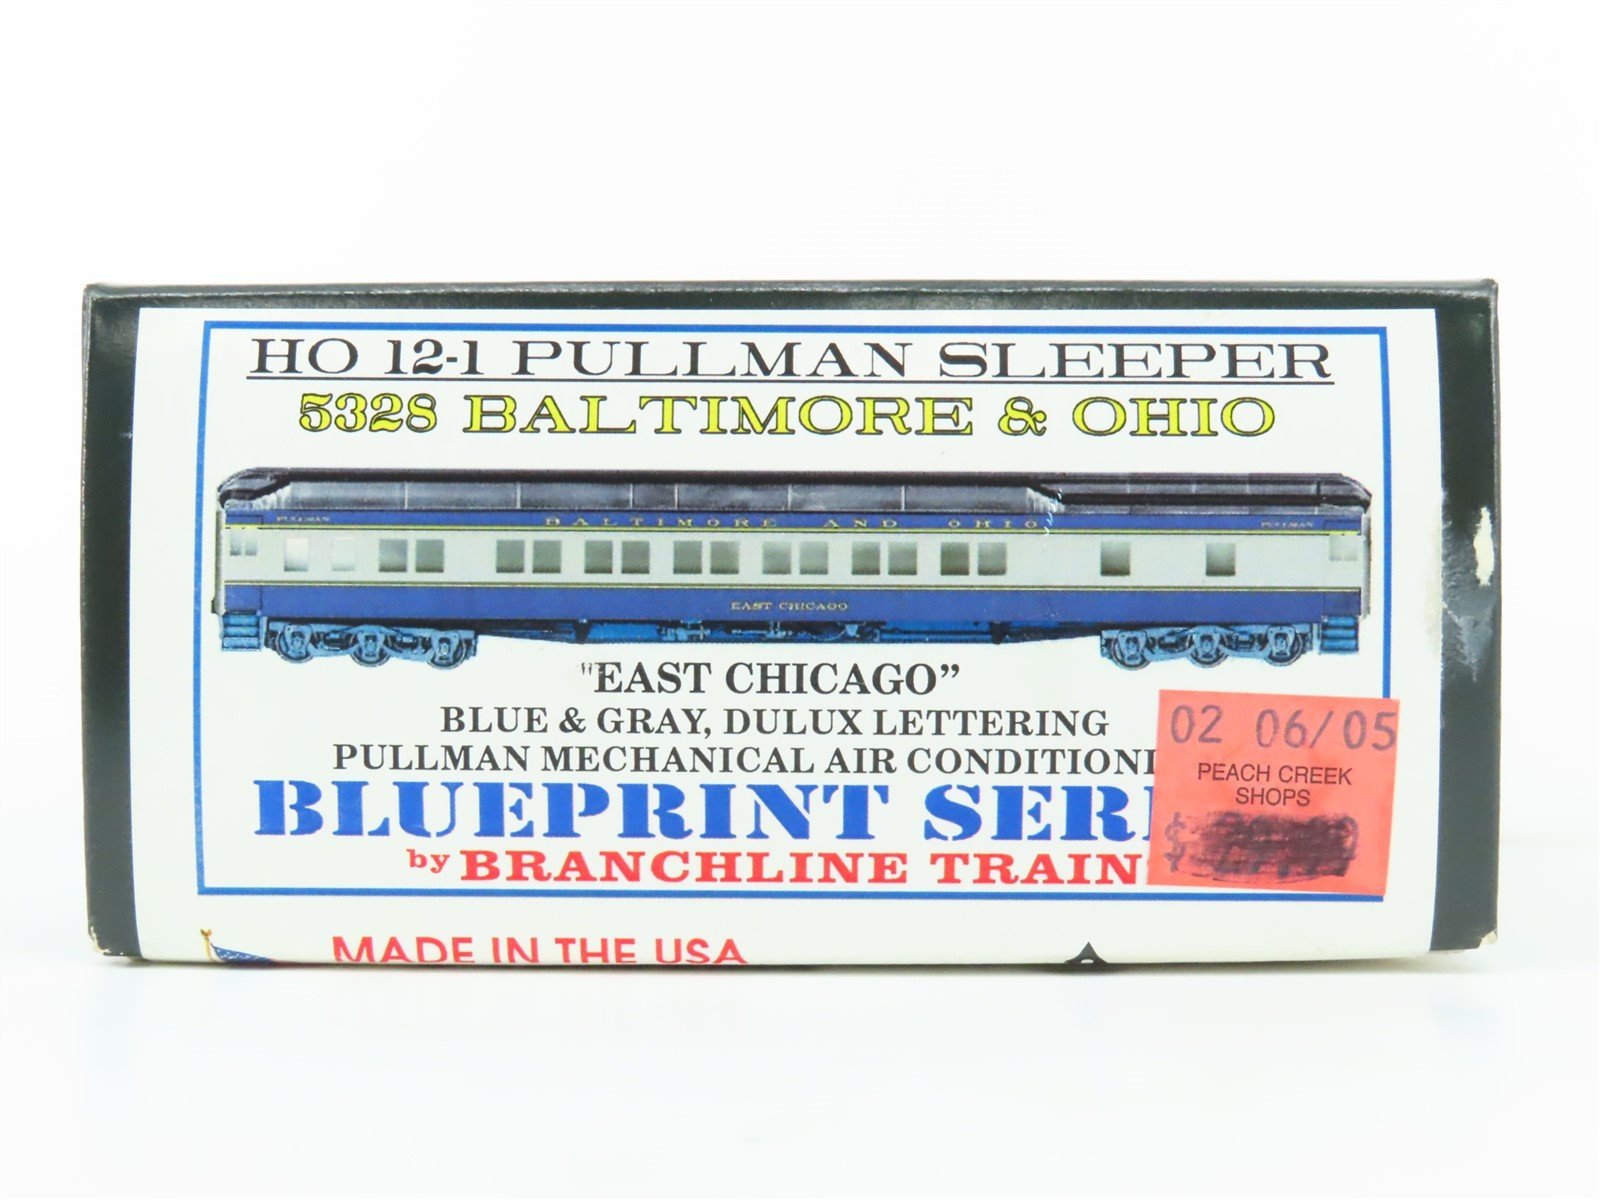 HO 12-1 PULLMAN SLEEPER
5328 BALTIMORE & OHIO
PULLMAN BALTIMORE AND OHIO PULLMAN
EAST CHICAGO
"EAST CHICAGO"
BLUE & GRAY, DULUX LETTERING
PULLMAN MECHANICAL AIR CONDITIONI
BLUEPRINT SERI
by BRANCHLINE TRAIN
02 06/05
PEACH CREEK
SHOPS
MADE IN THE USA